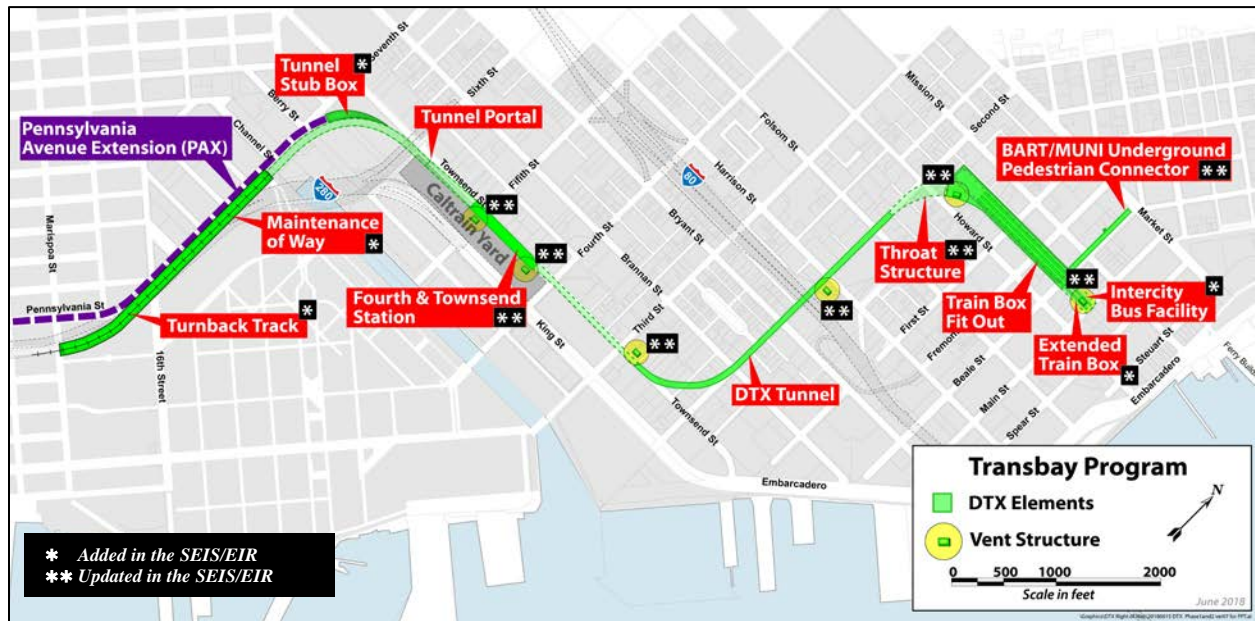 Tunnel *
Stub Box
Seventh St
Sixth St
Berry St
Tunnel Portal
Pennsylvania
Avenue Extension (PAX)
Channel St
Townsend St
Fifith St
280
**
Caltrain Yard
Maintenance
of Way *
Mission St
Second St
Folsom St
80
Harrison St
BART/MUNI Underground
Pedestrian Connector **
**
Howard St
Market St
Marispoa St
Fourth St
Bryant St
**
Throat
Structure **
**
Brannan St
Fourth & Townsend
Station **
Pennsylvania St
Turnback Track *
16th Street
King St
Third St
**
**
First St
Fremon
Train Box
Fit Out
Intercity *
Bus Facility
Beale St
Extended
Train Box *
Steuart St
Embarcadero
Main St
Spear St
DTX Tunnel
Townsend St
Embarcadero
Transbay Program
DTX Elements
Vent Structure
N
0 500 1000 2000
Scale in feet
June 2018
* Added in the SEIS/EIR
** Updated in the SEIS/EIR